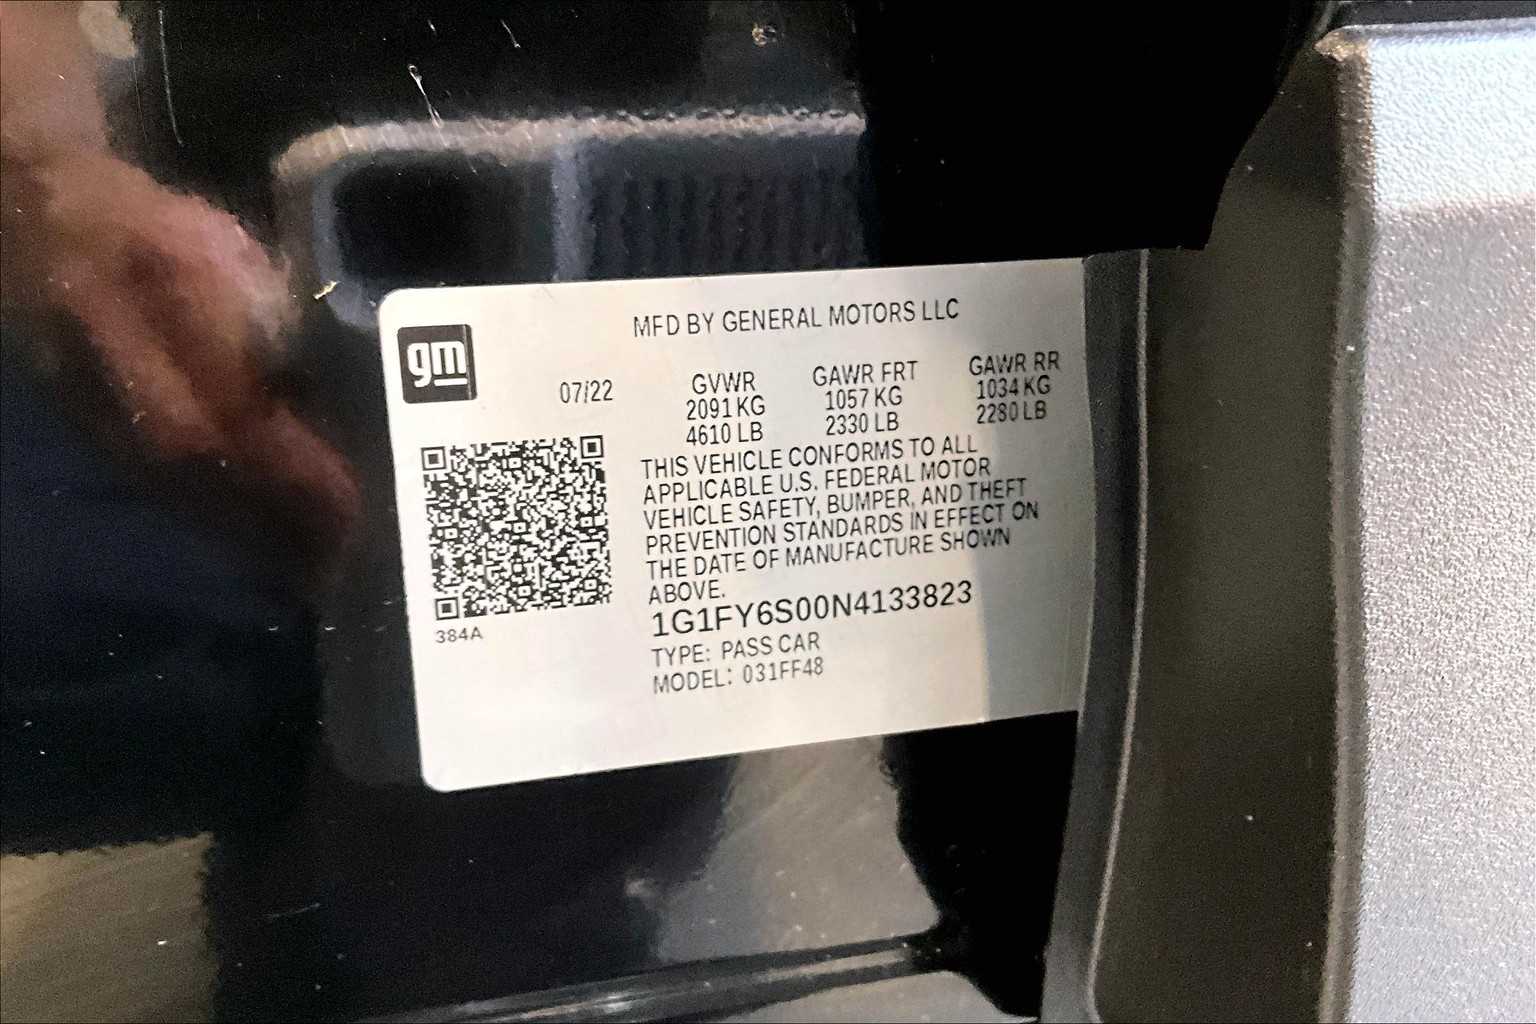 gm
MFD BY GENERAL MOTORS LLC
07/22
GVWR
2091 KG
4610 LB
GAWR FRT
1057 KG
2330 LB
GAWR RR
1034 KG
2280 LB
THIS VEHICLE CONFORMS TO ALL
APPLICABLE U.S. FEDERAL MOTOR
VEHICLE SAFETY, BUMPER, AND THEFT
PREVENTION STANDARDS IN EFFECT ON
THE DATE OF MANUFACTURE SHOWN
ABOVE.
1G1FY6S00N4133823
TYPE: PASS CAR
MODEL: 031FF48
384A